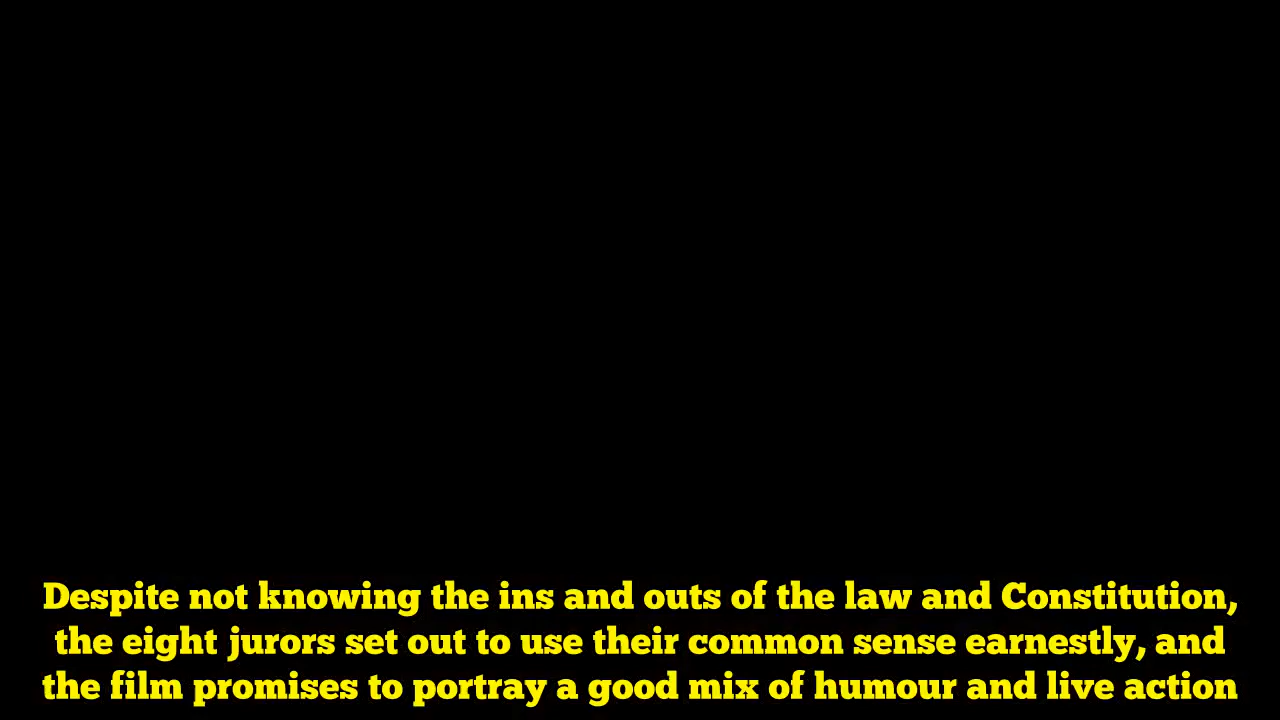 Despite not knowing the ins and outs of the law and Constitution,
the eight jurors set out to use their common sense earnestly, and
the film promises to portray a good mix of humour and live action